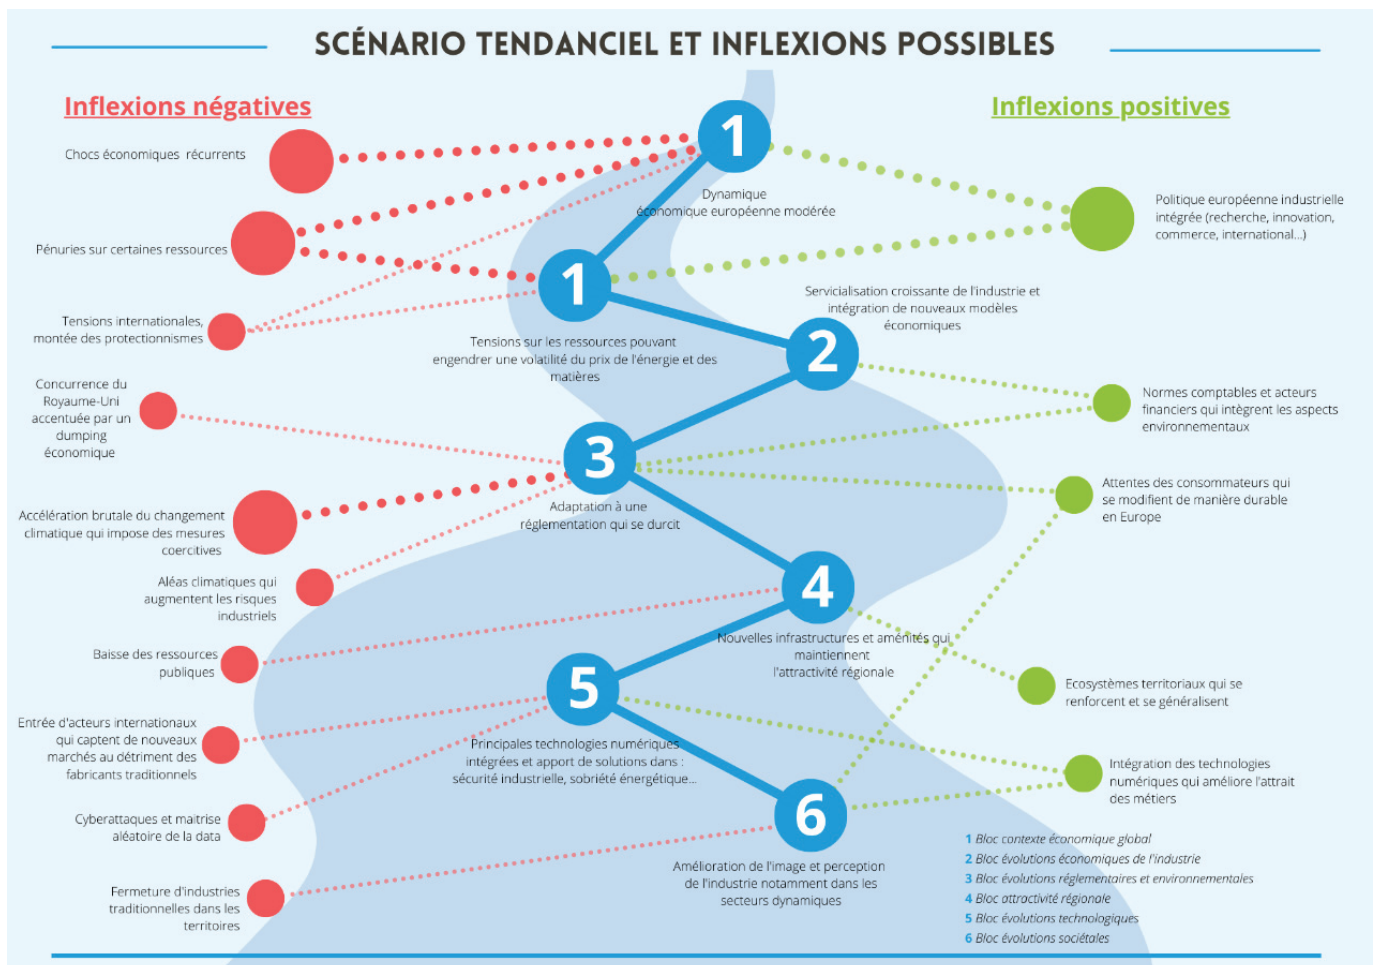 SCÉNARIO TENDANCIEL ET INFLEXIONS POSSIBLES
Inflexions négatives
Chocs économiques récurrents
Pénuries sur certaines ressources
Tensions internationales,
montée des protectionnismes
Concurrence du
Royaume-Uni
accentuée par un
dumping
économique
Accélération brutale du changement
climatique qui impose des mesures
coercitives
Aléas climatiques qui
augmentent les risques
industriels
Baisse des ressources
publiques
Entrée d'acteurs internationaux
qui captent de nouveaux
marchés au détriment des
fabricants traditionnels
Cyberattaques et maitrise
aléatoire de la data
Fermeture d'industries
traditionnelles dans les
territoires
1
Dynamique
économique européenne modérée
1
Tensions sur les ressources pouvant
engendrer une volatilité du prix de l'énergie et des
matières
Servicialisation croissante de l'industrie et
intégration de nouveaux modèles
économiques
2
3
Adaptation à une
réglementation qui se durcit
4
Nouvelles infrastructures et aménités qui
maintiennent
l'attractivité régionale
5
Principales technologies numériques
intégrées et apport de solutions dans :
sécurité industrielle, sobriété énergétique...
6
Amélioration de l'image et perception
de l'industrie notamment dans les
secteurs dynamiques
Inflexions positives
Politique européenne industrielle
intégrée (recherche, innovation,
commerce, international...)
Normes comptables et acteurs
financiers qui intègrent les aspects
environnementaux
Attentes des consommateurs qui
se modifient de manière durable
en Europe
Ecosystèmes territoriaux qui se
renforcent et se généralisent
Intégration des technologies
numériques qui améliore l'attrait
des métiers
1 Bloc contexte économique global
2 Bloc évolutions économiques de l'industrie
3 Bloc évolutions réglementaires et environnementales
4 Bloc attractivité régionale
5 Bloc évolutions technologiques
6 Bloc évolutions sociétales